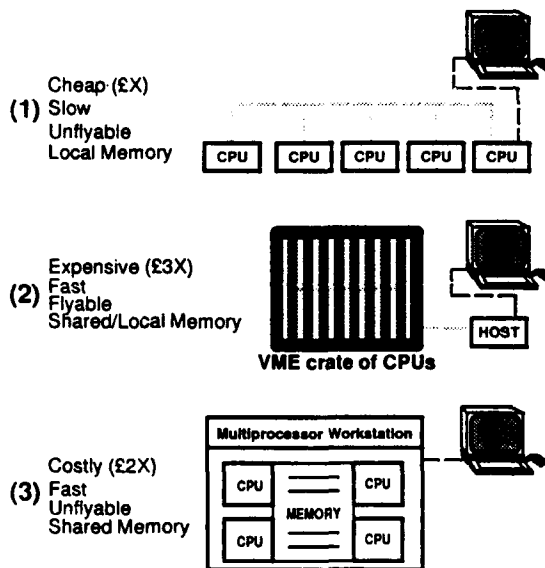 Cheap (£X)
(1) Slow
Unflyable
Local Memory
CPU CPU CPU CPU CPU
Expensive (£3X)
(2) Fast
Flyable
Shared/Local Memory
HOST
VME crate of CPUs
Multiprocessor Workstation
Costly (£2X)
(3) Fast
Unflyable
Shared Memory
CPU CPU
MEMORY
CPU CPU